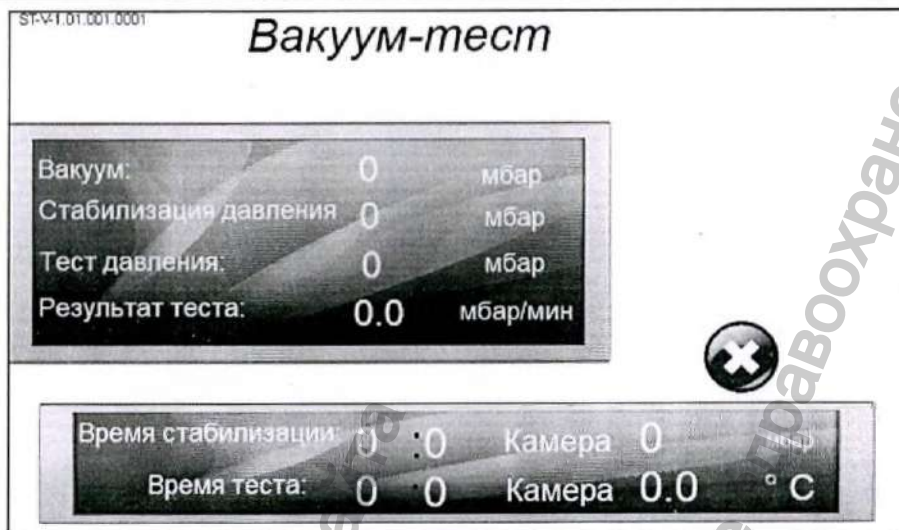 ST-V-1.01.001.0001
Вакуум-тест
Вакуум: 0 мбар
Стабилизация давления 0 мбар
Тест давления: 0 мбар
Результат теста: 0.0 мбар/мин
Время стабилизации: 0 :0 Камера 0 мбар
Время теста: 0 :0 Камера 0.0 ° C